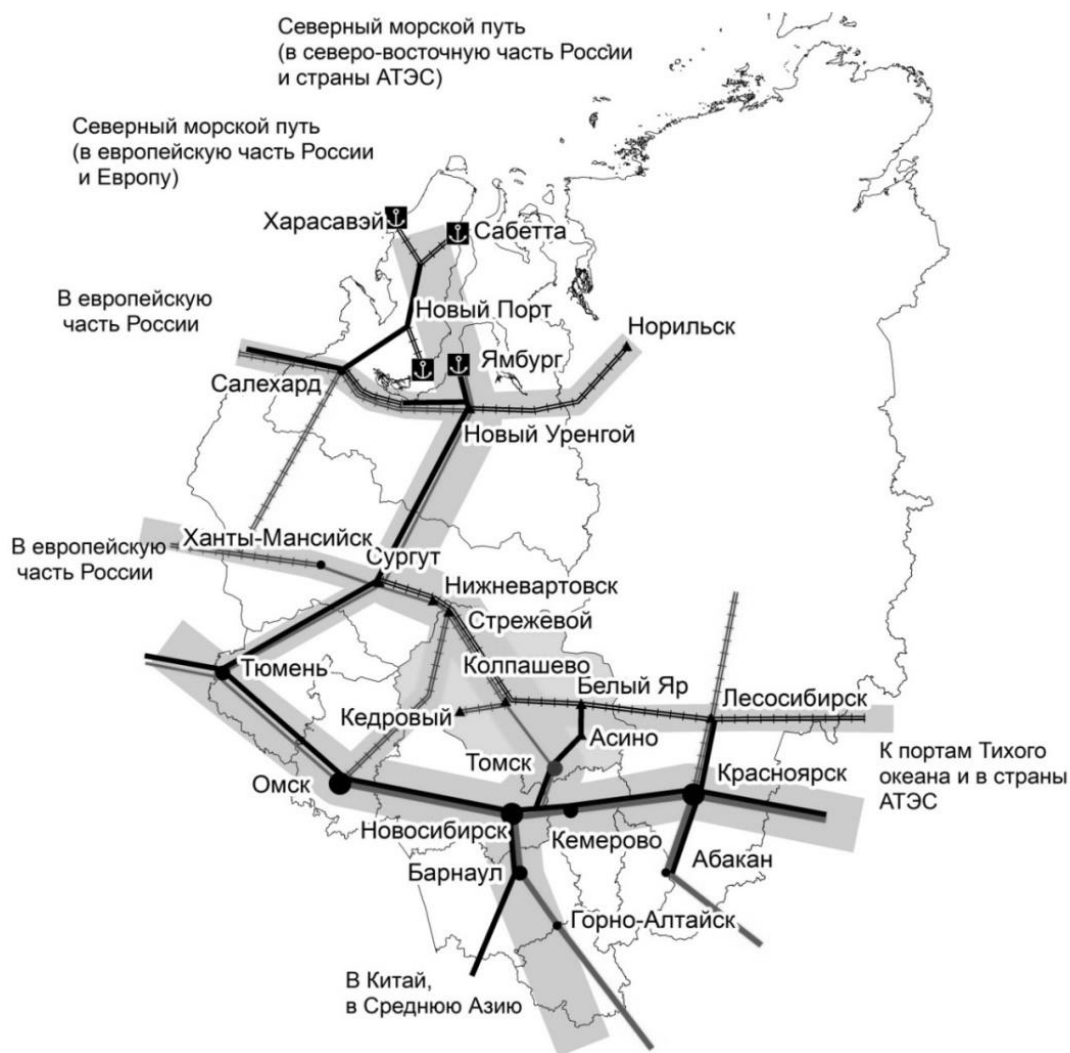 Северный морской путь
(в северо-восточную часть России
и страны АТЭС)
Северный морской путь
(в европейскую часть России
и Европу)
Харасавэй
Сабетта
В европейскую
часть России
Новый Порт
Норильск
Ямбург
Салехард
Новый Уренгой
Ханты-Мансийск
В европейскую
часть России
Сургут
Нижневартовск
Стрежевой
Тюмень
Колпашево
Белый Яр
Лесосибирск
Кедровый
Асино
К портам Тихого
океана и в страны
АТЭС
Томск
Красноярск
Омск
Новосибирск
Кемерово
Барнаул
Абакан
Горно-Алтайск
В Китай,
в Среднюю Азию